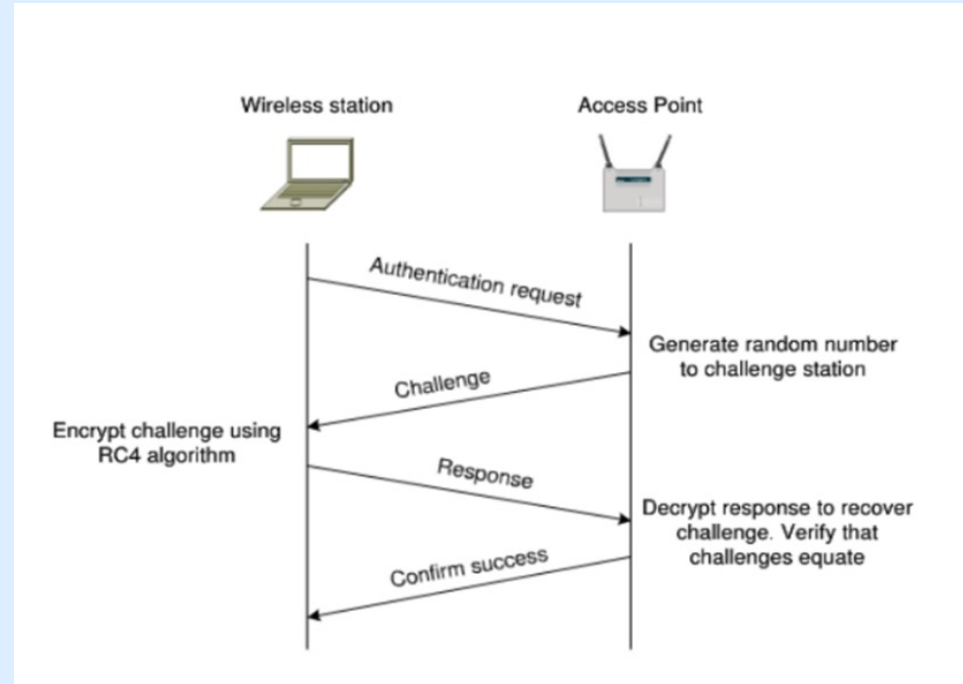 Wireless station
Access Point
Authentication request
Generate random number
to challenge station
Challenge
Encrypt challenge using
RC4 algorithm
Response
Decrypt response to recover
challenge. Verify that
challenges equate
Confirm success